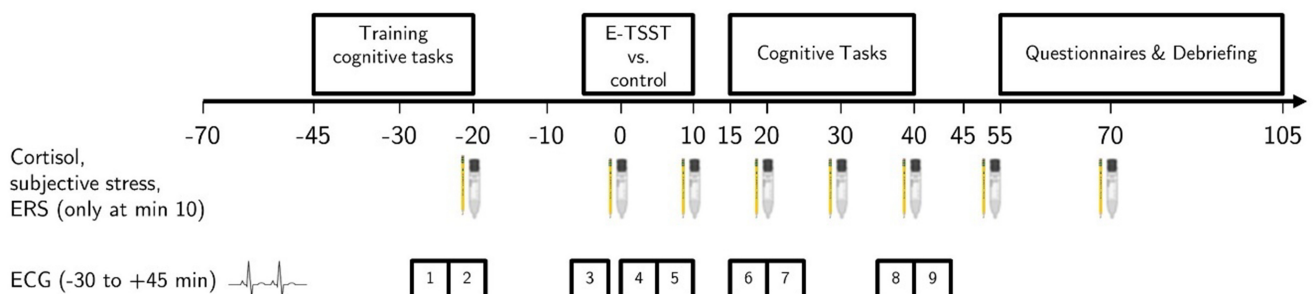 Training
cognitive tasks
E-TSST
vs.
control
Cognitive Tasks
Questionnaires & Debriefing
-70 -45 -30 -20 -10 0 10 15 20 30 40 45 55 70 105
Cortisol,
subjective stress,
ERS (only at min 10)
ECG (-30 to +45 min) 1 2 3 4 5 6 7 8 9